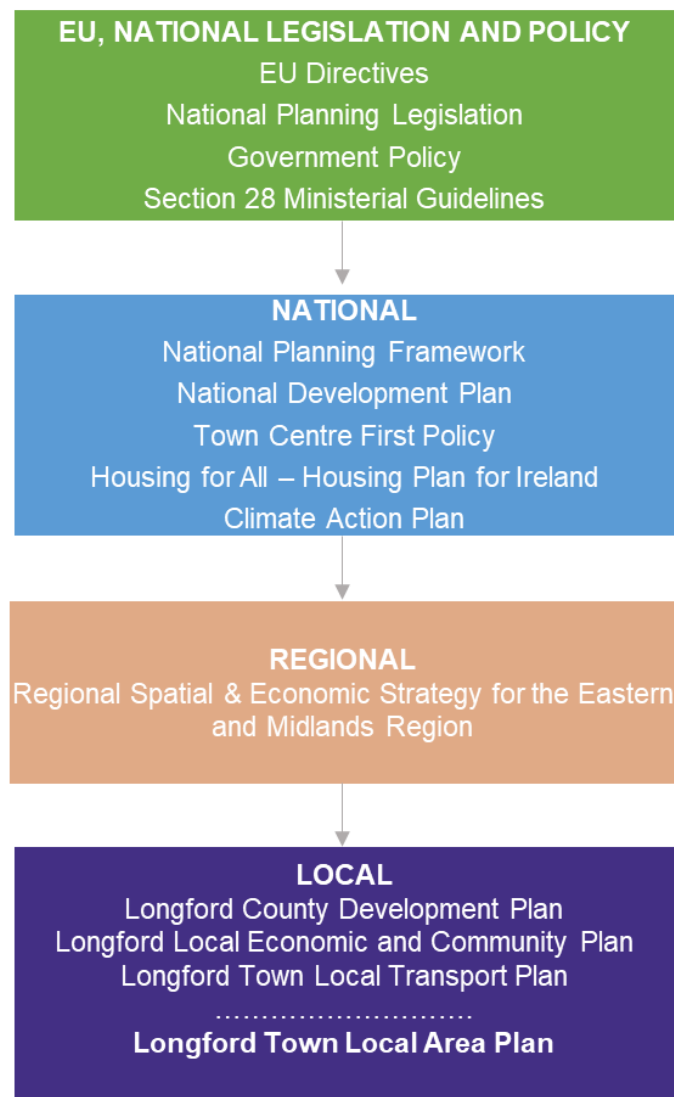 EU, NATIONAL LEGISLATION AND POLICY
EU Directives
National Planning Legislation
Government Policy
Section 28 Ministerial Guidelines
NATIONAL
National Planning Framework
National Development Plan
Town Centre First Policy
Housing for All – Housing Plan for Ireland
Climate Action Plan
REGIONAL
Regional Spatial & Economic Strategy for the Eastern
and Midlands Region
LOCAL
Longford County Development Plan
Longford Local Economic and Community Plan
Longford Town Local Transport Plan
…………………….….
Longford Town Local Area Plan